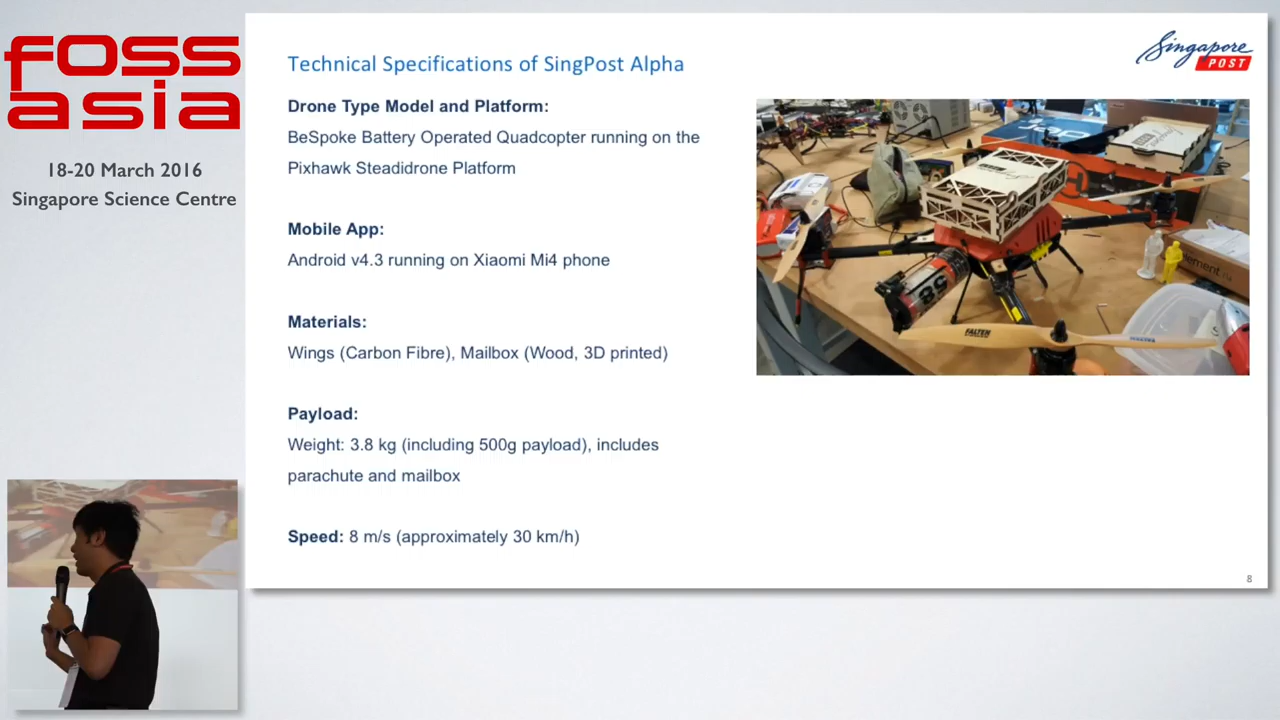 foss
asia
18-20 March 2016
Singapore Science Centre
Technical Specifications of SingPost Alpha
Singapore
POST
Drone Type Model and Platform:
BeSpoke Battery Operated Quadcopter running on the
Pixhawk Steadidrone Platform
Mobile App:
Android v4.3 running on Xiaomi Mi4 phone
Materials:
Wings (Carbon Fibre), Mailbox (Wood, 3D printed)
Payload:
Weight: 3.8 kg (including 500g payload), includes
parachute and mailbox
Speed: 8 m/s (approximately 30 km/h)
FALTEN
8